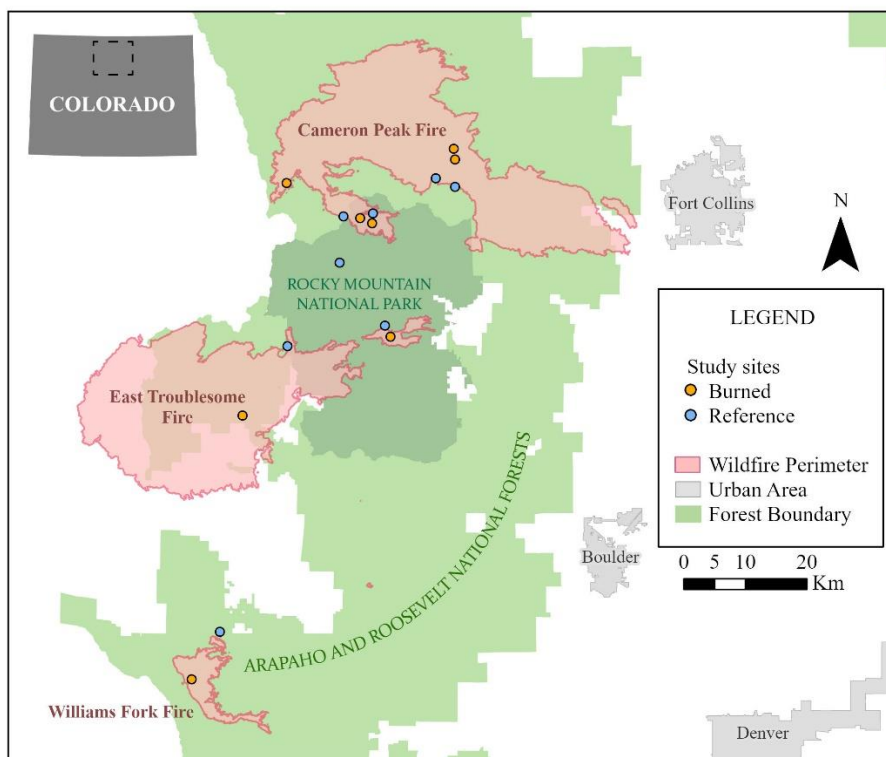 COLORADO
Cameron Peak Fire
Fort Collins
N
ROCKY MOUNTAIN
NATIONAL PARK
East Troublesome
Fire
ARAPAHO AND ROOSEVELT NATIONAL FORESTS
Boulder
Williams Fork Fire
Denver
LEGEND
Study sites
Burned
Reference
Wildfire Perimeter
Urban Area
Forest Boundary
0 5 10 20
Km